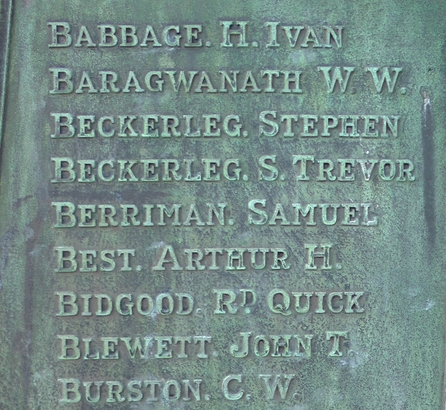 BABBAGE. H. IVAN
BARAGWANATH W. W.
BECKERLEG. STEPHEN
BECKERLEG. S. TREVOR
BERRIMAN. SAMUEL
BEST. ARTHUR H.
BIDGOOD. RD. QUICK
BLEWETT. JOHN T.
BURSTON. C. W.